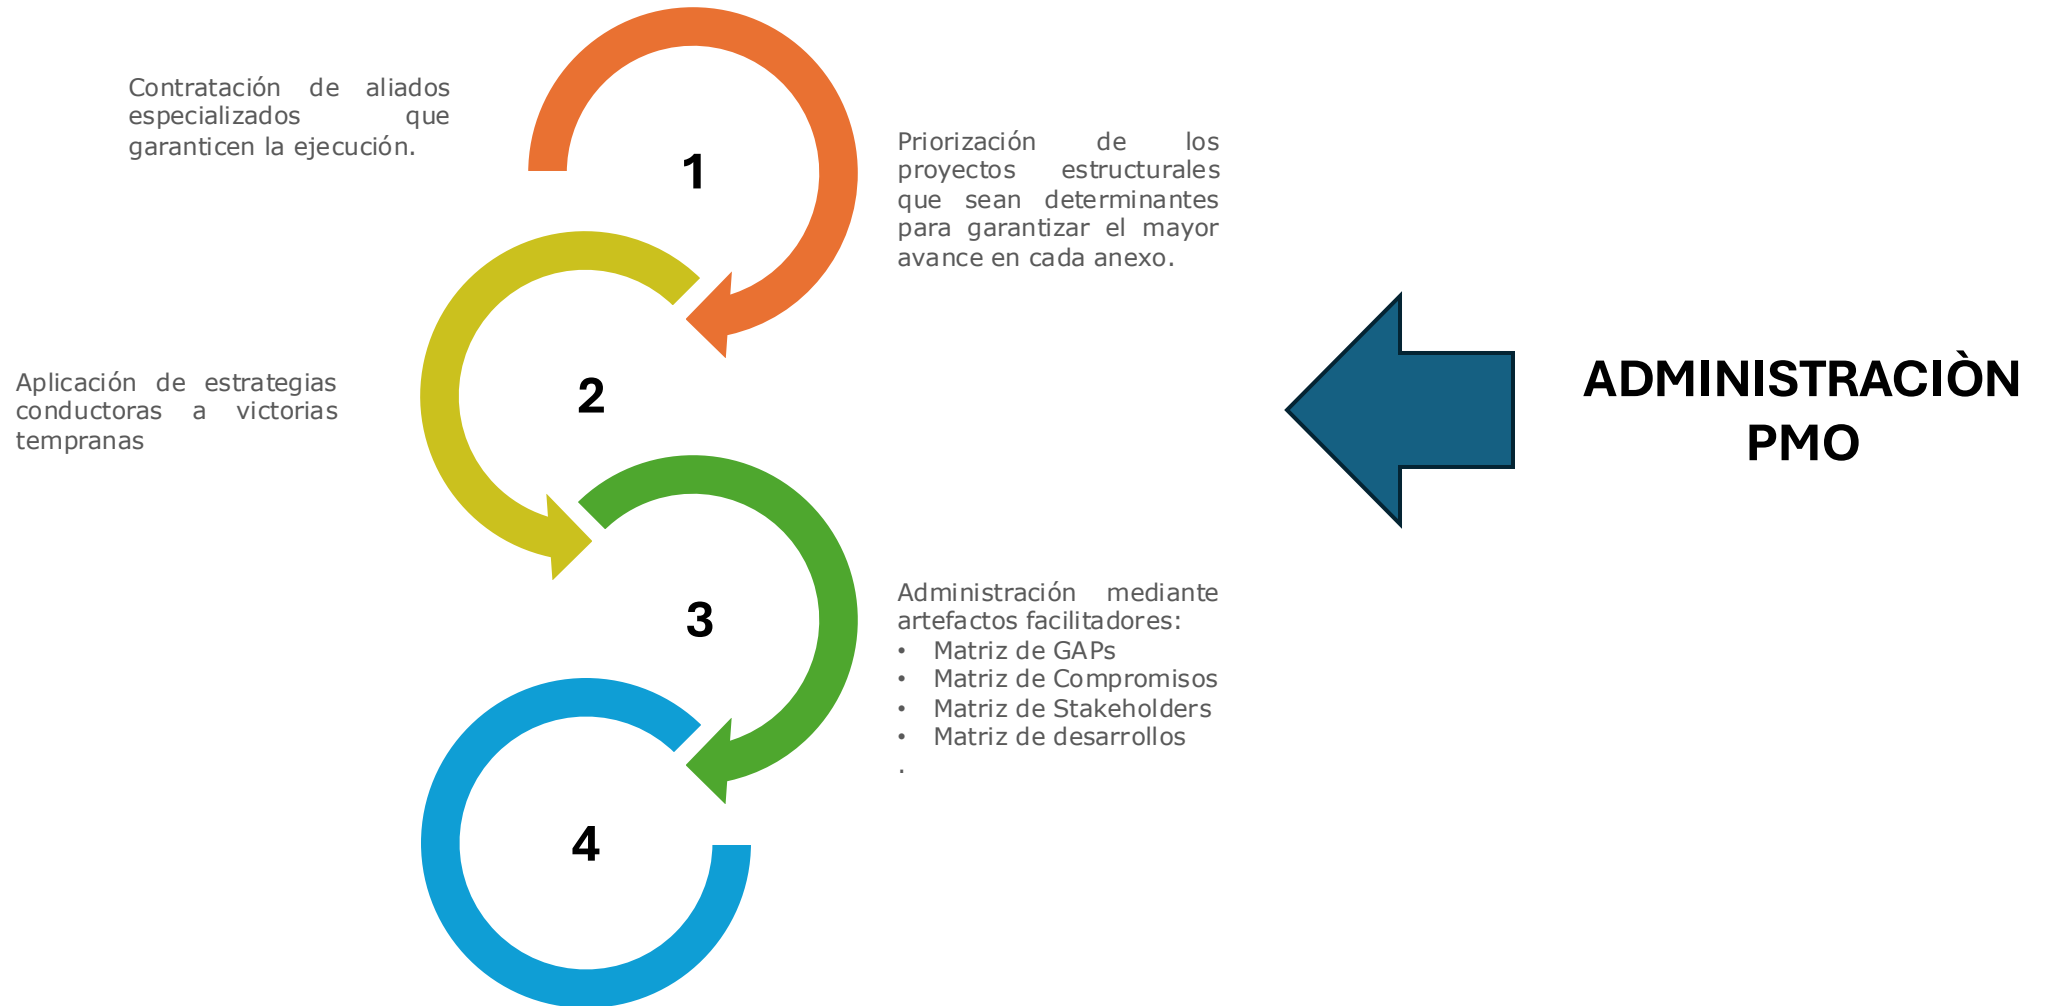 Contratación de aliados
especializados que
garanticen la ejecución.
1
Priorización de los
proyectos estructurales
que sean determinantes
para garantizar el mayor
avance en cada anexo.
Aplicación de estrategias
conductoras a victorias
tempranas
2
ADMINISTRACIÒN
PMO
3
Administración mediante
artefactos facilitadores:
• Matriz de GAPs
• Matriz de Compromisos
• Matriz de Stakeholders
• Matriz de desarrollos
.
4